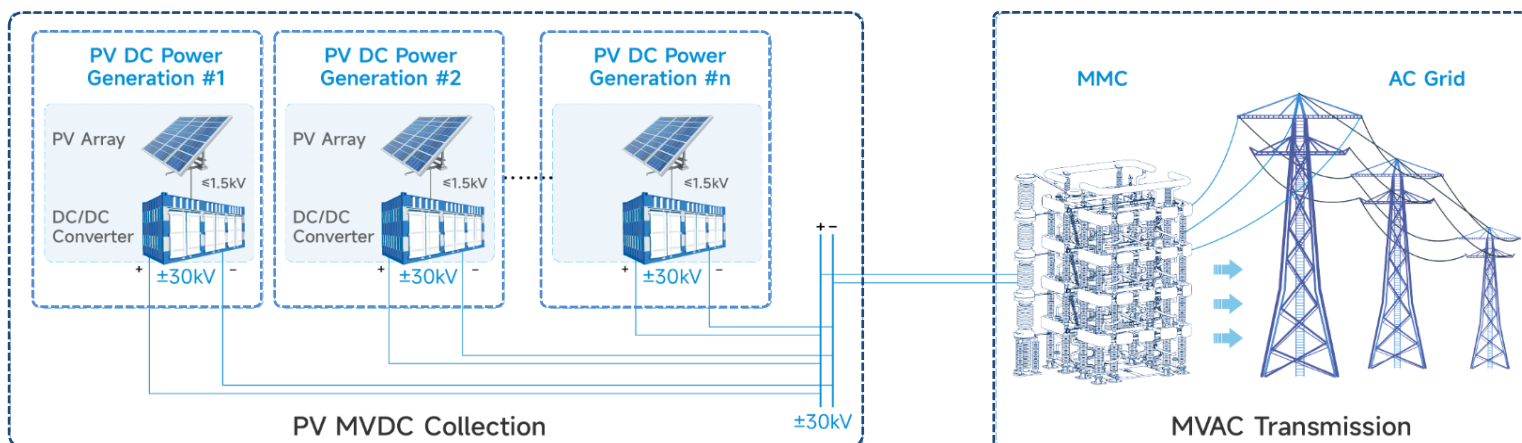 PV DC Power
Generation #1
PV Array
≤1.5kV
DC/DC
Converter
+
±30kV
−
PV DC Power
Generation #2
PV Array
≤1.5kV
DC/DC
Converter
+
±30kV
−
PV DC Power
Generation #n
≤1.5kV
+
±30kV
−
+−
±30kV
PV MVDC Collection
MMC
AC Grid
MVAC Transmission